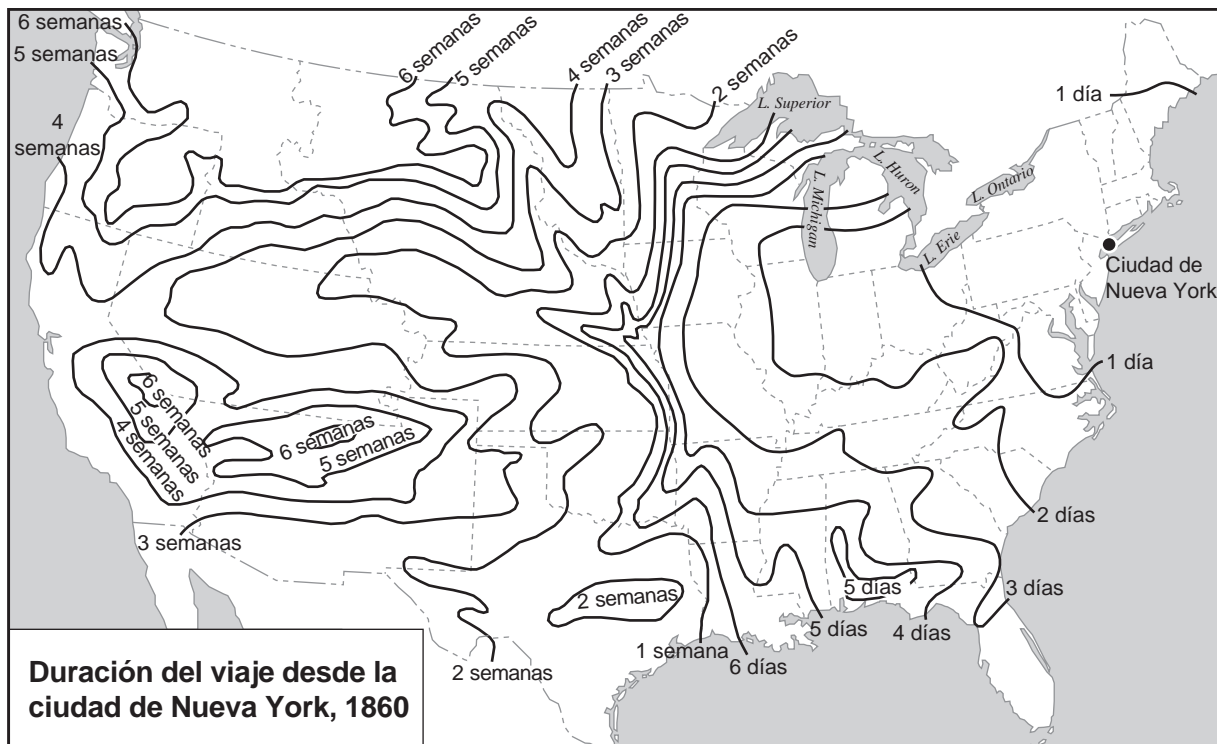 6 semanas
5 semanas
4
semanas
6 semanas
5 semanas
4 semanas
3 semanas
2 semanas
L. Superior
L. Michigan
L. Huron
L. Ontario
L. Erie
1 día
Ciudad de
Nueva York
1 día
6 semanas
5 semanas
4 semanas
6 semanas
5 semanas
3 semanas
2 semanas
2 semanas
1 semana
6 días
5 días
5 días
4 días
3 días
2 días
Duración del viaje desde la
ciudad de Nueva York, 1860